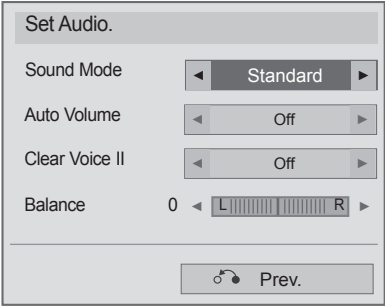 Set Audio.
Sound Mode ◄ Standard ►
Auto Volume ◄ Off ►
Clear Voice II ◄ Off ►
Balance 0 ◄ L R ►
Prev.